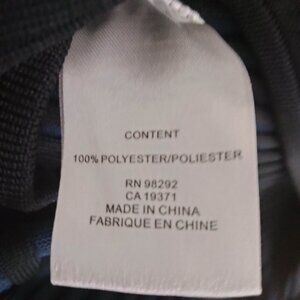 CONTENT
100% POLYESTER/POLIESTER
RN 98292
CA 19371
MADE IN CHINA
FABRIQUE EN CHINE